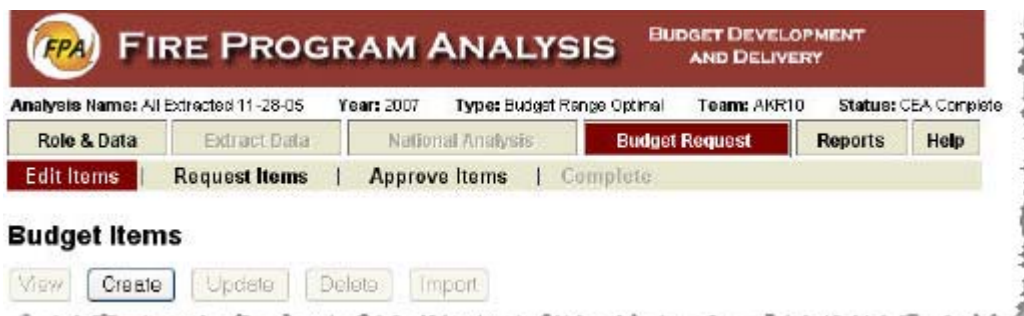 FPA FIRE PROGRAM ANALYSIS BUDGET DEVELOPMENT AND DELIVERY
Analysis Name: All Extracted 11-28-05 Year: 2007 Type: Budget Range Optimal Team: AKR10 Status: CEA Complete
Role & Data Extract Data National Analysis Budget Request Reports Help
Edit Items | Request Items | Approve Items | Complete
Budget Items
View Create Update Delete Import